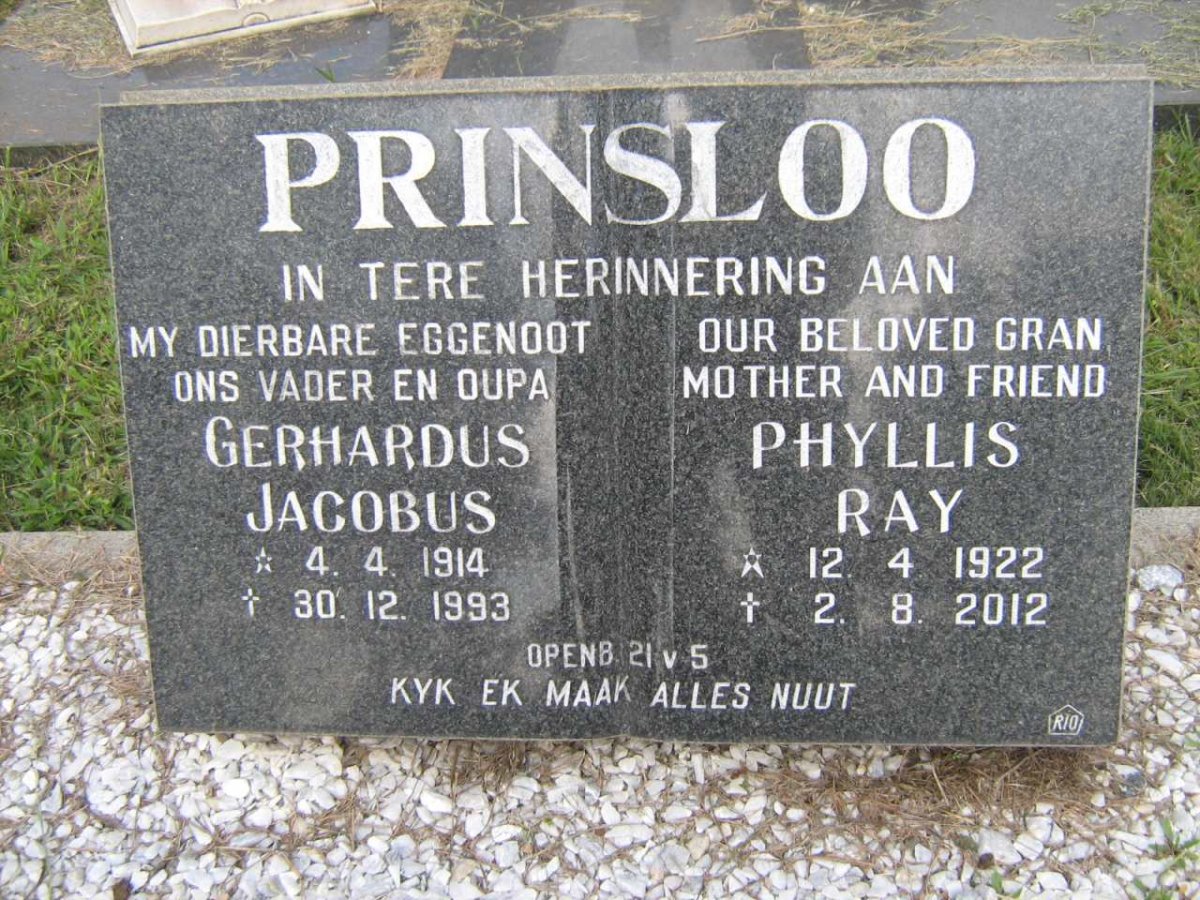 PRINSLOO
IN TERE HERINNERING AAN
MY DIERBARE EGGENOOT
ONS VADER EN OUPA
GERHARDUS
JACOBUS
☆ 4. 4. 1914
† 30. 12. 1993
OUR BELOVED GRAN,
MOTHER AND FRIEND
PHYLLIS
RAY
☆ 12. 4 1922
† 2. 8. 2012
OPENB. 21 v 5
KYK EK MAAK ALLES NUUT
RIO